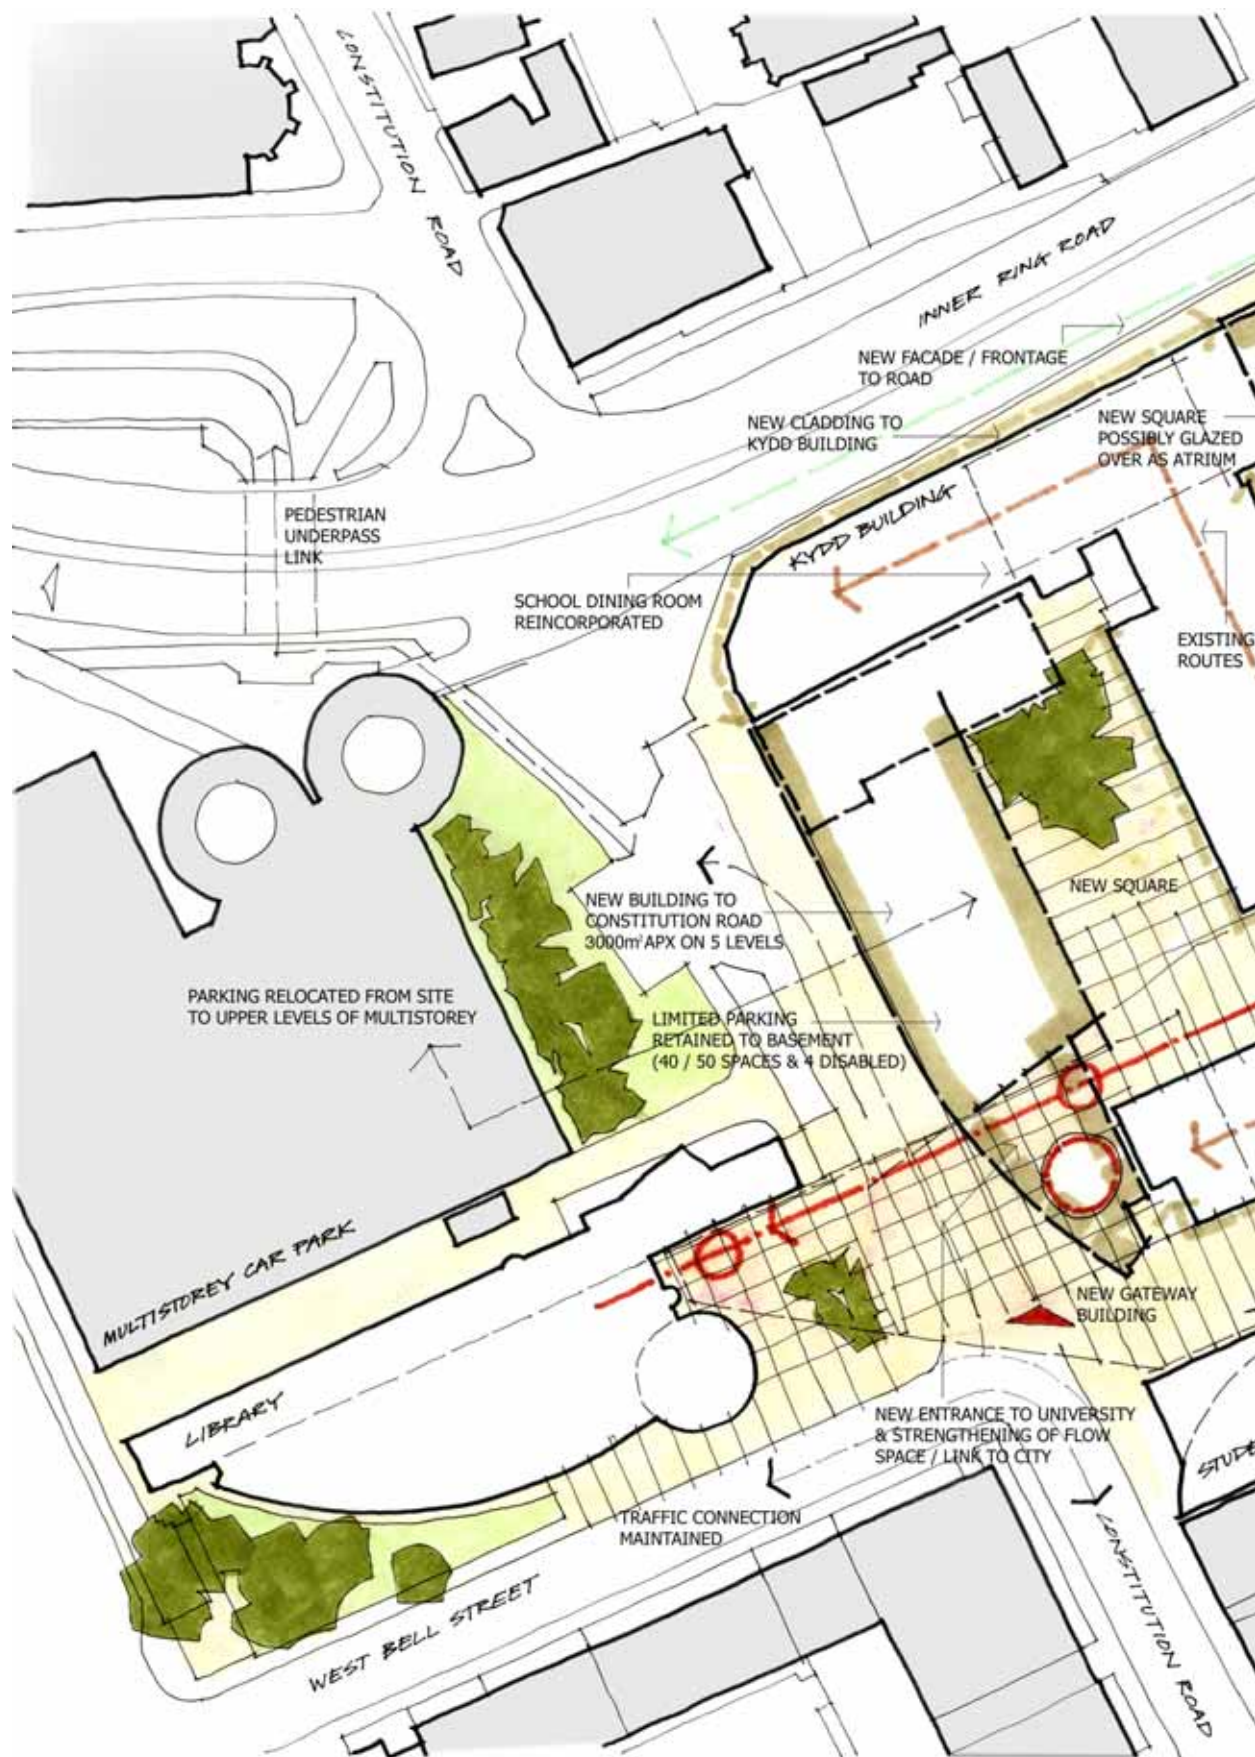 CONSTITUTION ROAD
INNER RING ROAD
NEW FACADE / FRONTAGE
TO ROAD
NEW CLADDING TO
KYDD BUILDING
NEW SQUARE
POSSIBLY GLAZED
OVER AS ATRIUM
KYDD BUILDING
PEDESTRIAN
UNDERPASS
LINK
SCHOOL DINING ROOM
REINCORPORATED
EXISTING
ROUTES
NEW SQUARE
NEW BUILDING TO
CONSTITUTION ROAD
3000m² APX ON 5 LEVELS
PARKING RELOCATED FROM SITE
TO UPPER LEVELS OF MULTISTOREY
LIMITED PARKING
RETAINED TO BASEMENT
(40 / 50 SPACES & 4 DISABLED)
MULTISTOREY CAR PARK
NEW GATEWAY
BUILDING
LIBRARY
NEW ENTRANCE TO UNIVERSITY
& STRENGTHENING OF FLOW
SPACE / LINK TO CITY
STUDE
TRAFFIC CONNECTION
MAINTAINED
WEST BELL STREET
CONSTITUTION ROAD